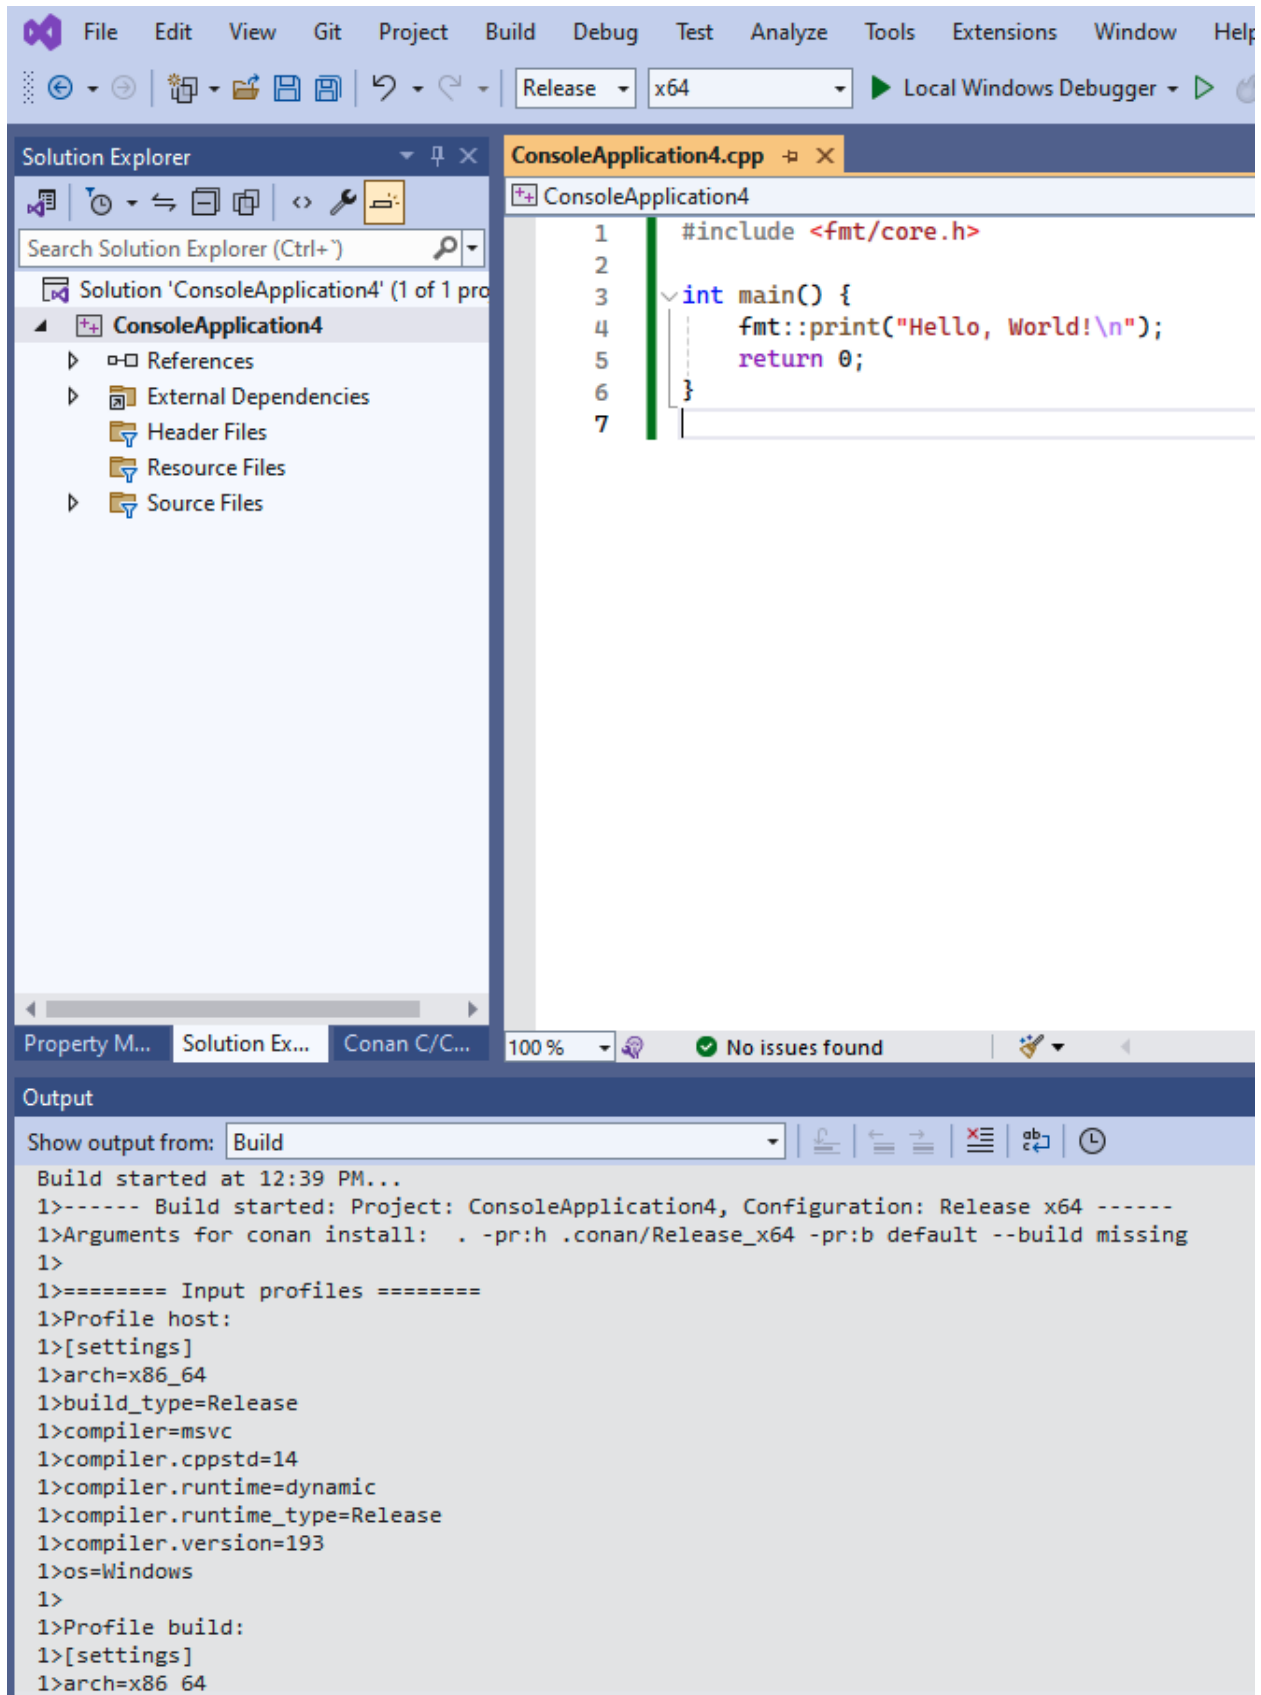 File Edit View Git Project Build Debug Test Analyze Tools Extensions Window Help
Release x64 Local Windows Debugger
Solution Explorer
Search Solution Explorer (Ctrl+`)
Solution 'ConsoleApplication4' (1 of 1 pro
ConsoleApplication4
References
External Dependencies
Header Files
Resource Files
Source Files
Property M... Solution Ex... Conan C/C...
ConsoleApplication4.cpp
ConsoleApplication4
1 #include <fmt/core.h>
2
3 int main() {
4 fmt::print("Hello, World!\n");
5 return 0;
6 }
7
100 % No issues found
Output
Show output from: Build
Build started at 12:39 PM...
1>------ Build started: Project: ConsoleApplication4, Configuration: Release x64 ------
1>Arguments for conan install:  . -pr:h .conan/Release_x64 -pr:b default --build missing
1>
1>======== Input profiles ========
1>Profile host:
1>[settings]
1>arch=x86_64
1>build_type=Release
1>compiler=msvc
1>compiler.cppstd=14
1>compiler.runtime=dynamic
1>compiler.runtime_type=Release
1>compiler.version=193
1>os=Windows
1>
1>Profile build:
1>[settings]
1>arch=x86_64